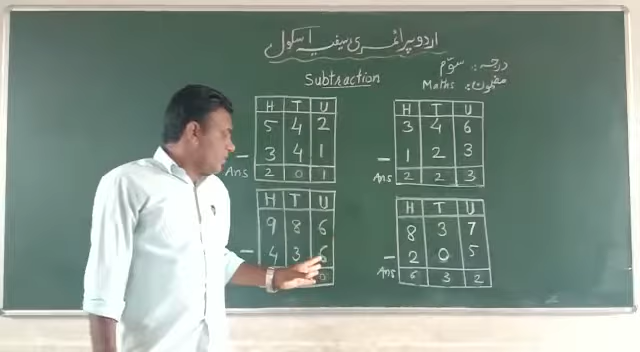 اردو پرائمری سیفیہ اسکول
درجہ :- سوّم
Subtraction
مضمون :- Maths
H T U
5 4 2
- 3 4 1
Ans 2 0 1
H T U
3 4 6
- 1 2 3
Ans 2 2 3
H T U
9 8 6
- 4 3 6
0
H T U
8 3 7
- 2 0 5
Ans 6 3 2